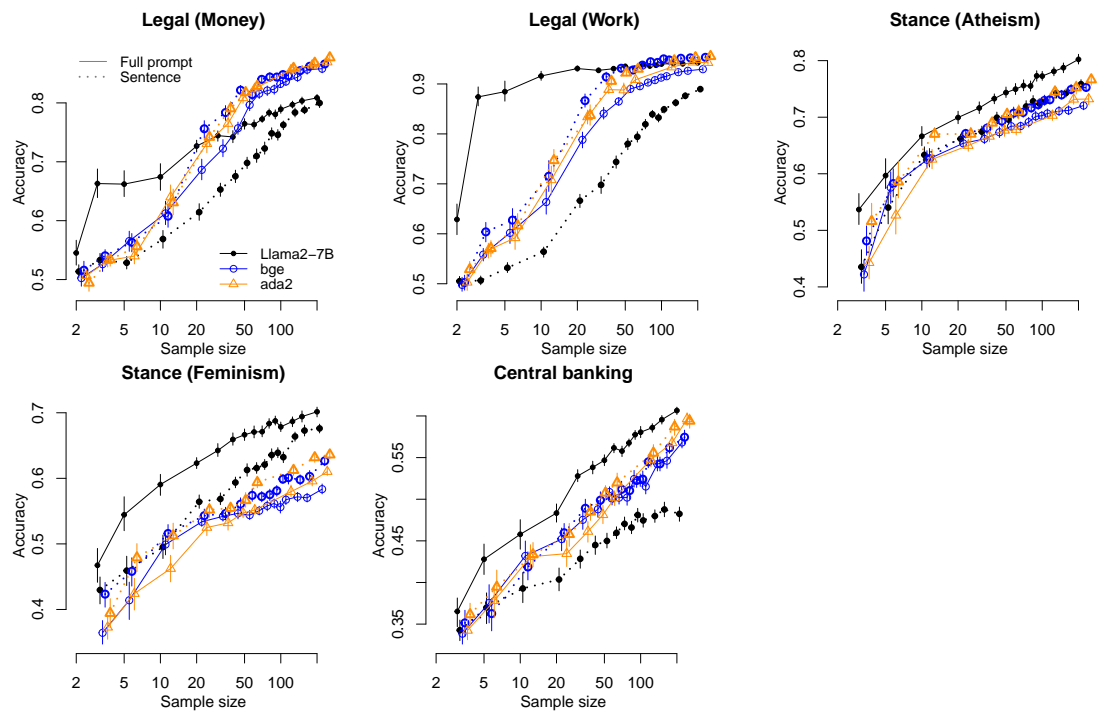 Legal (Money)
Full prompt
Sentence
Llama2−7B
bge
ada2
Accuracy
0.5 0.6 0.7 0.8
2 5 10 20 50 100
Sample size
Legal (Work)
Accuracy
0.5 0.6 0.7 0.8 0.9
2 5 10 20 50 100
Sample size
Stance (Atheism)
Accuracy
0.4 0.5 0.6 0.7 0.8
2 5 10 20 50 100
Sample size
Stance (Feminism)
Accuracy
0.4 0.5 0.6 0.7
2 5 10 20 50 100
Sample size
Central banking
Accuracy
0.35 0.45 0.55
2 5 10 20 50 100
Sample size